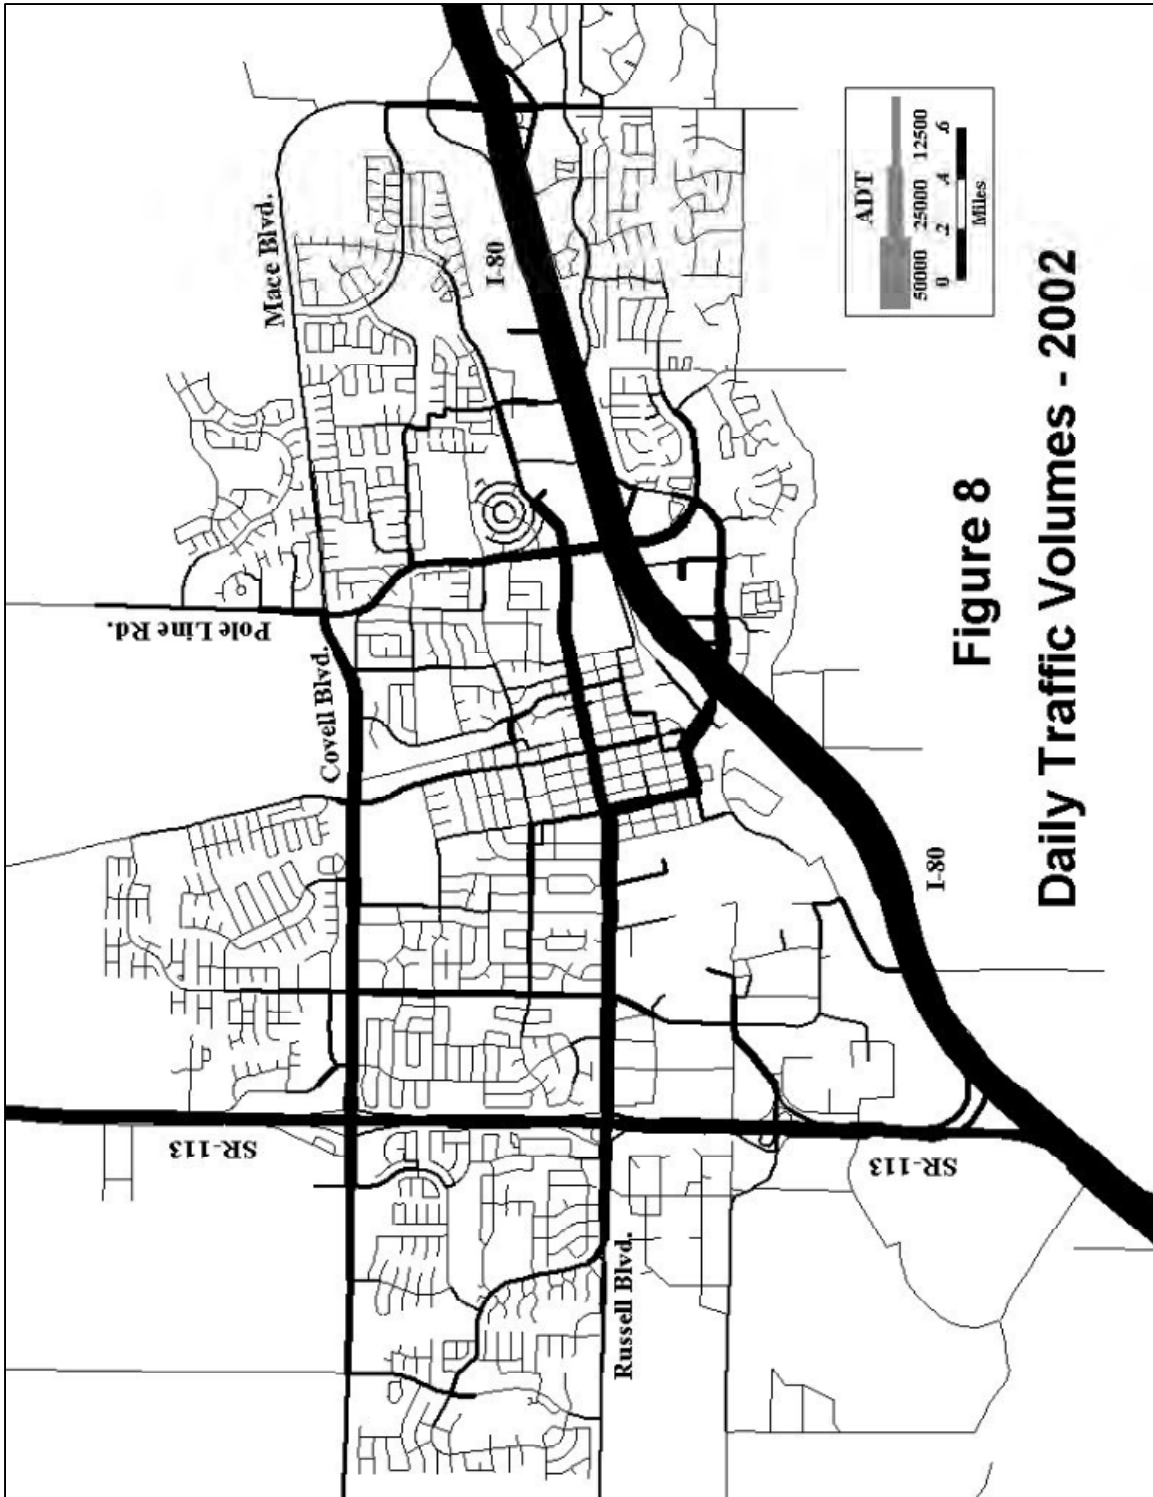 Mace Blvd.
I-80
Pole Line Rd.
Covell Blvd.
I-80
SR-113
SR-113
Russell Blvd.
ADT
50000 25000 12500
0 .2 .4 .6
Miles
Figure 8
Daily Traffic Volumes - 2002